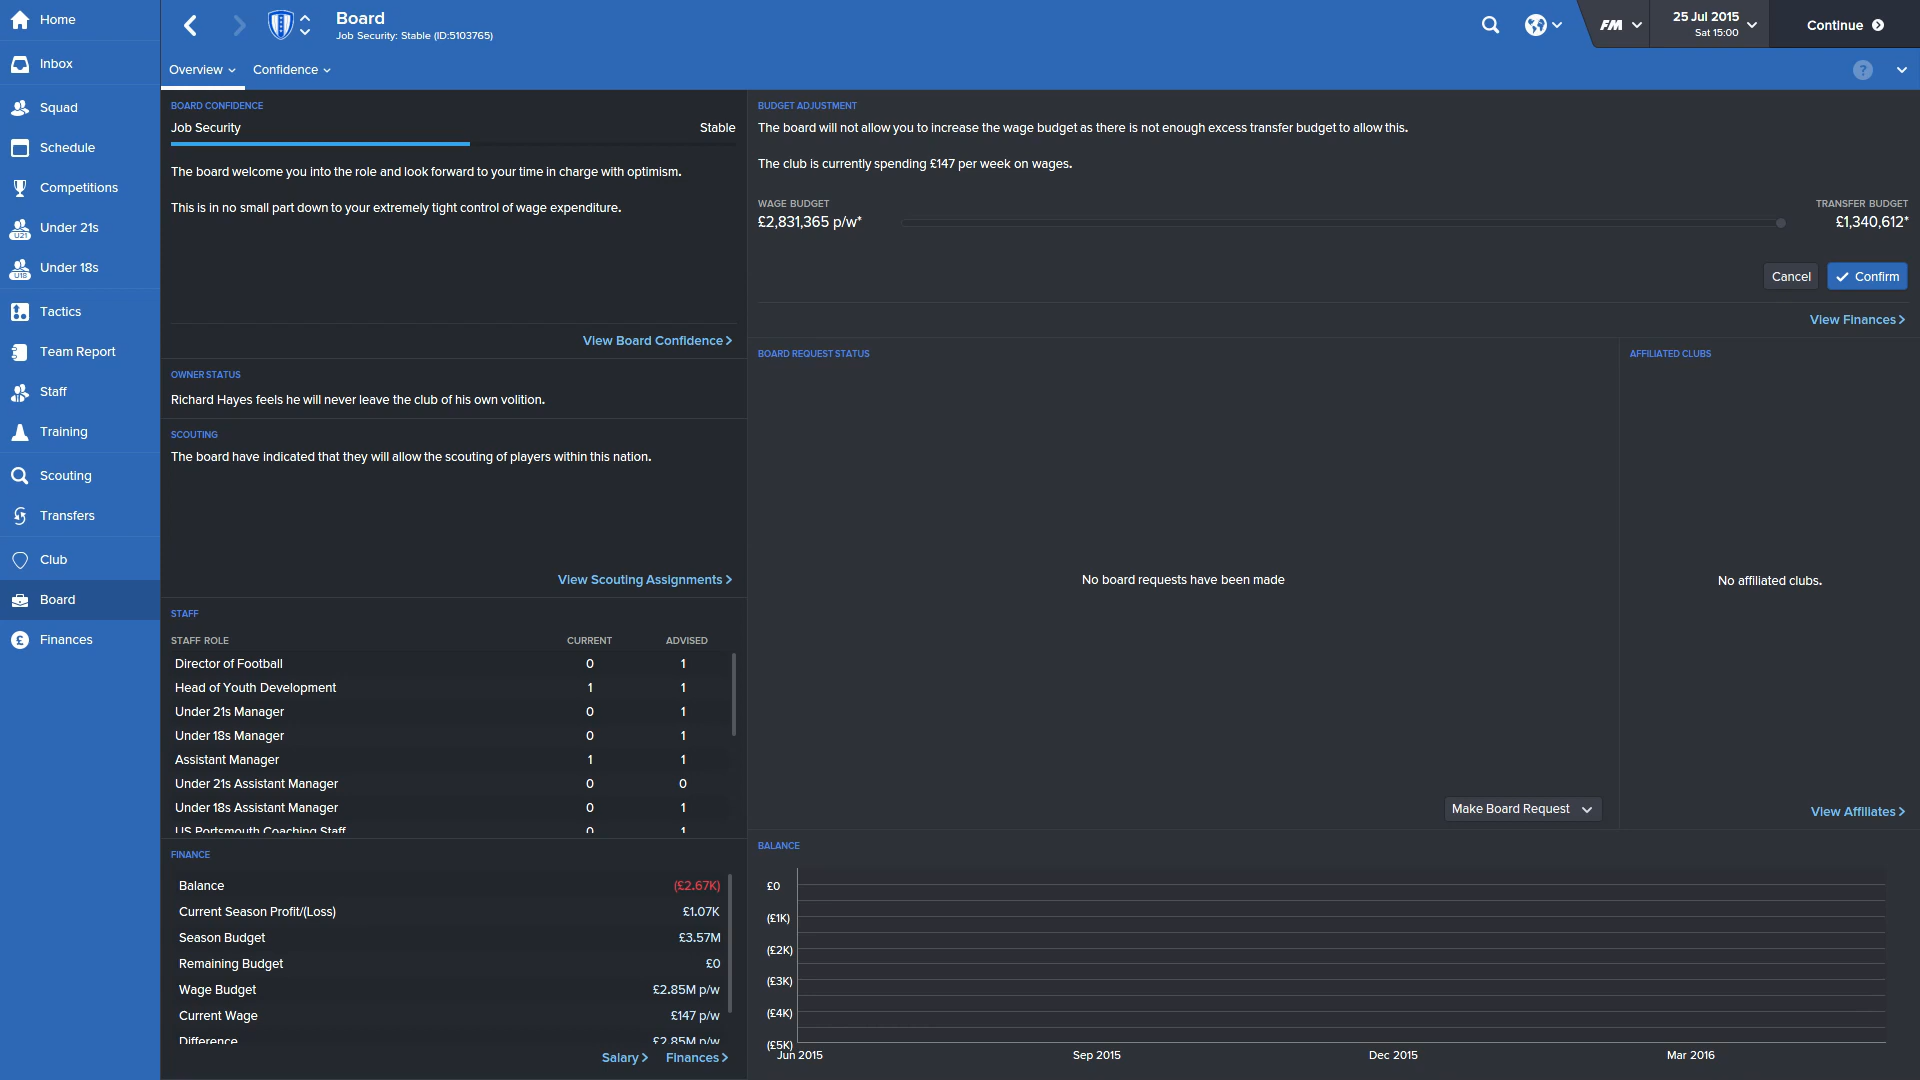 Home
Inbox
Squad
Schedule
Competitions
U21
Under 21s
U18
Under 18s
Tactics
Team Report
Staff
Training
Scouting
Transfers
Club
Board
£
Finances
Board
Job Security: Stable (ID:5103765)
FM
25 Jul 2015
Sat 15:00
Continue
Overview
Confidence
?
BOARD CONFIDENCE
Job Security
Stable
The board welcome you into the role and look forward to your time in charge with optimism.
This is in no small part down to your extremely tight control of wage expenditure.
View Board Confidence >
OWNER STATUS
Richard Hayes feels he will never leave the club of his own volition.
SCOUTING
The board have indicated that they will allow the scouting of players within this nation.
View Scouting Assignments >
STAFF
STAFF ROLE CURRENT ADVISED
Director of Football 0 1
Head of Youth Development 1 1
Under 21s Manager 0 1
Under 18s Manager 0 1
Assistant Manager 1 1
Under 21s Assistant Manager 0 0
Under 18s Assistant Manager 0 1
US Portsmouth Coaching Staff 0 1
FINANCE
Balance (£2.67K)
Current Season Profit/(Loss) £1.07K
Season Budget £3.57M
Remaining Budget £0
Wage Budget £2.85M p/w
Current Wage £147 p/w
Difference £2.85M p/w
Salary > Finances >
BUDGET ADJUSTMENT
The board will not allow you to increase the wage budget as there is not enough excess transfer budget to allow this.
The club is currently spending £147 per week on wages.
WAGE BUDGET
£2,831,365 p/w*
TRANSFER BUDGET
£1,340,612*
Cancel
Confirm
View Finances >
BOARD REQUEST STATUS
No board requests have been made
Make Board Request
AFFILIATED CLUBS
No affiliated clubs.
View Affiliates >
BALANCE
£0
(£1K)
(£2K)
(£3K)
(£4K)
(£5K)
Jun 2015 Sep 2015 Dec 2015 Mar 2016